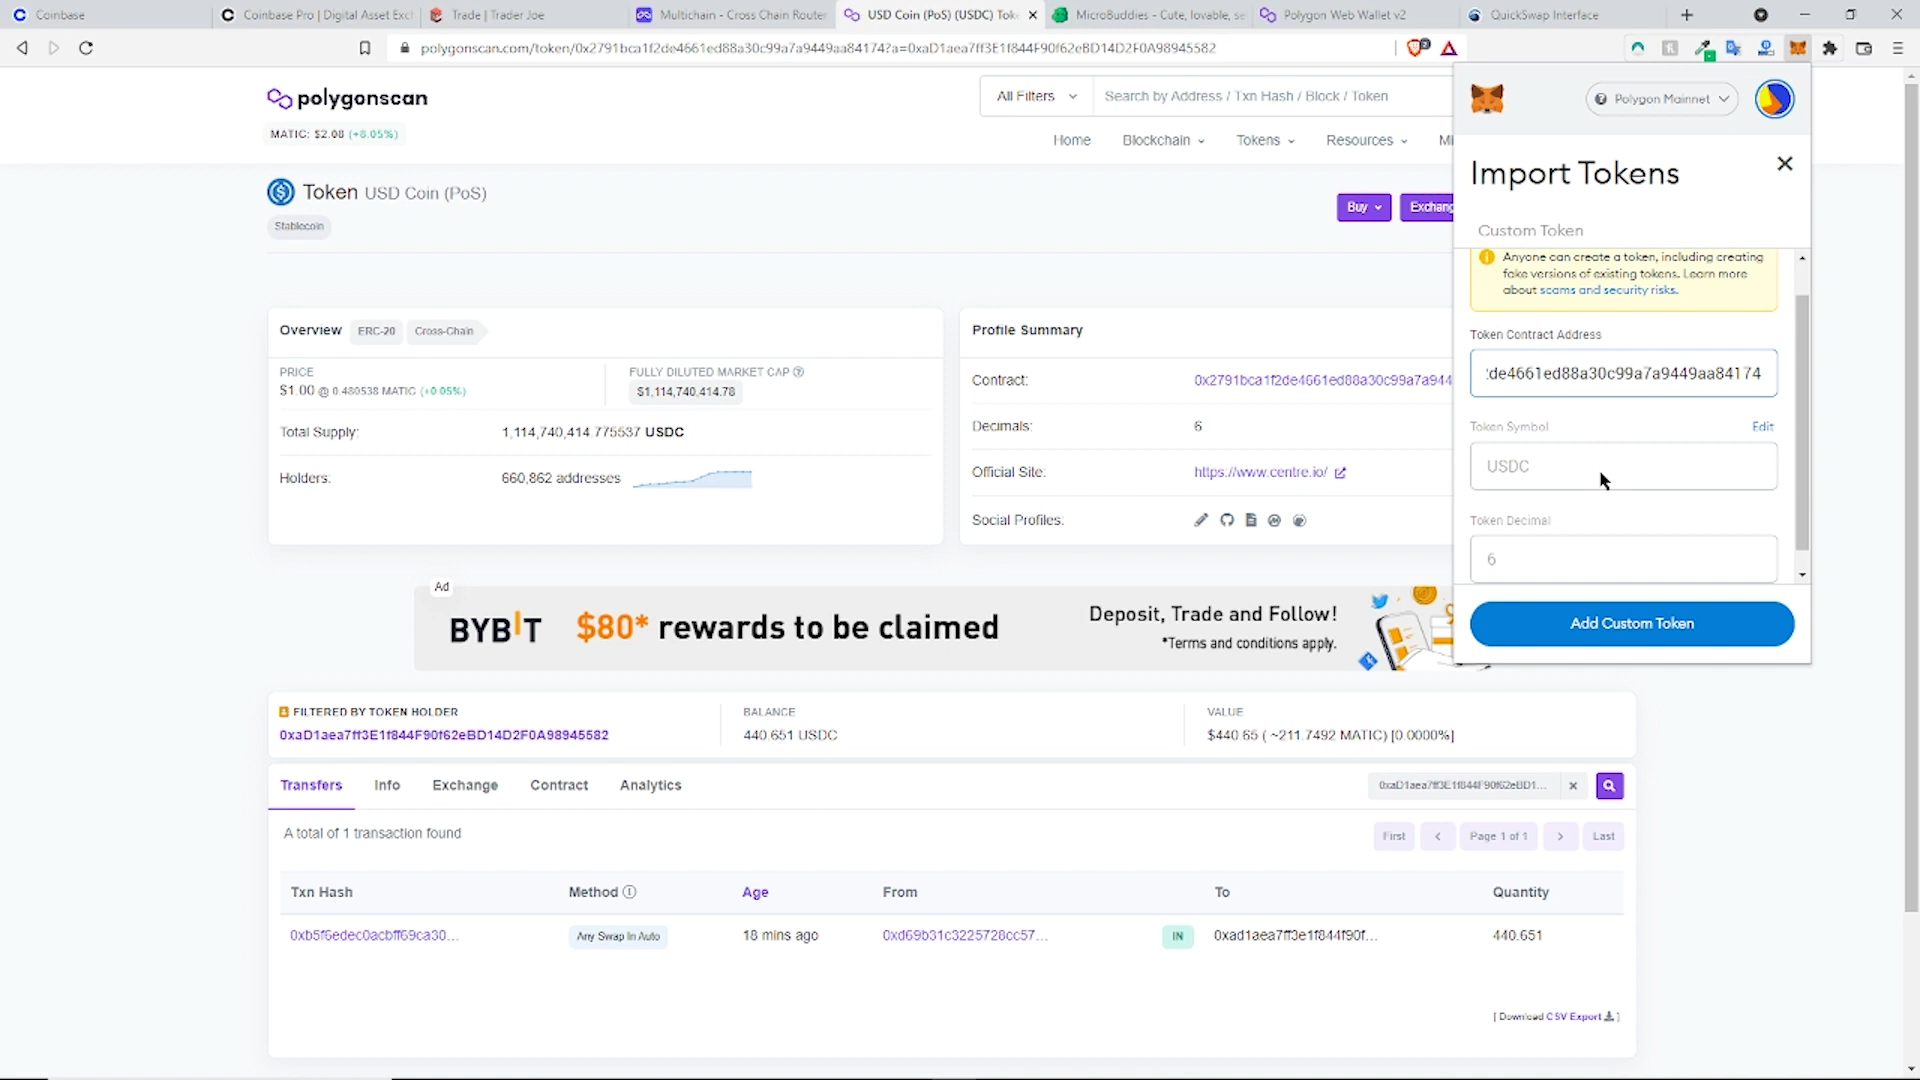 Coinbase
Coinbase Pro | Digital Asset Exch
Trade | Trader Joe
Multichain - Cross Chain Router
USD Coin (PoS) (USDC) Tok
MicroBuddies - Cute, lovable, se
Polygon Web Wallet v2
QuickSwap Interface
polygonscan.com/token/0x2791bca1f2de4661ed88a30c99a7a9449aa84174?a=0xaD1aea7ff3E1f844F90f62eBD14D2F0A98945582
polygonscan
MATIC: $2.08 (+8.05%)
All Filters
Search by Address / Txn Hash / Block / Token
Home
Blockchain
Tokens
Resources
Mi
Token USD Coin (PoS)
Stablecoin
Buy
Exchang
Overview
ERC-20
Cross-Chain
PRICE
$1.00 @ 0.480538 MATIC (+0.05%)
FULLY DILUTED MARKET CAP
$1,114,740,414.78
Total Supply:
1,114,740,414.775537 USDC
Holders:
660,862 addresses
Profile Summary
Contract:
0x2791bca1f2de4661ed88a30c99a7a944
Decimals:
6
Official Site:
https://www.centre.io/
Social Profiles:
Polygon Mainnet
Import Tokens
Custom Token
Anyone can create a token, including creating
fake versions of existing tokens. Learn more
about scams and security risks.
Token Contract Address
:de4661ed88a30c99a7a9449aa84174
Token Symbol
Edit
USDC
Token Decimal
6
Add Custom Token
Ad
BYBIT
$80* rewards to be claimed
Deposit, Trade and Follow!
*Terms and conditions apply.
FILTERED BY TOKEN HOLDER
0xaD1aea7ff3E1f844F90f62eBD14D2F0A98945582
BALANCE
440.651 USDC
VALUE
$440.65 ( ~211.7492 MATIC) [0.0000%]
Transfers
Info
Exchange
Contract
Analytics
0xaD1aea7ff3E1f844F90f62eBD1...
A total of 1 transaction found
First
Page 1 of 1
Last
Txn Hash
Method
Age
From
To
Quantity
0xb5f5edec0acbff69ca30...
Any Swap In Auto
18 mins ago
0xd69b31c3225728cc57...
IN
0xad1aea7ff3e1f844f90f...
440.651
[ Download CSV Export ]